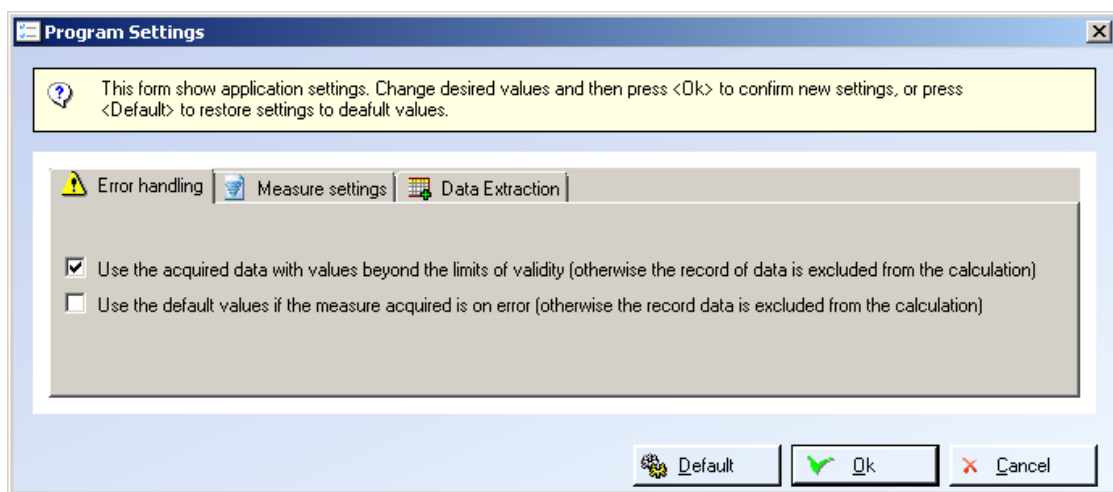 Program Settings
This form show application settings. Change desired values and then press <Ok> to confirm new settings, or press
<Default> to restore settings to deafult values.
Error handling
Measure settings
Data Extraction
Use the acquired data with values beyond the limits of validity (otherwise the record of data is excluded from the calculation)
Use the default values if the measure acquired is on error (otherwise the record data is excluded from the calculation)
Default
Ok
Cancel